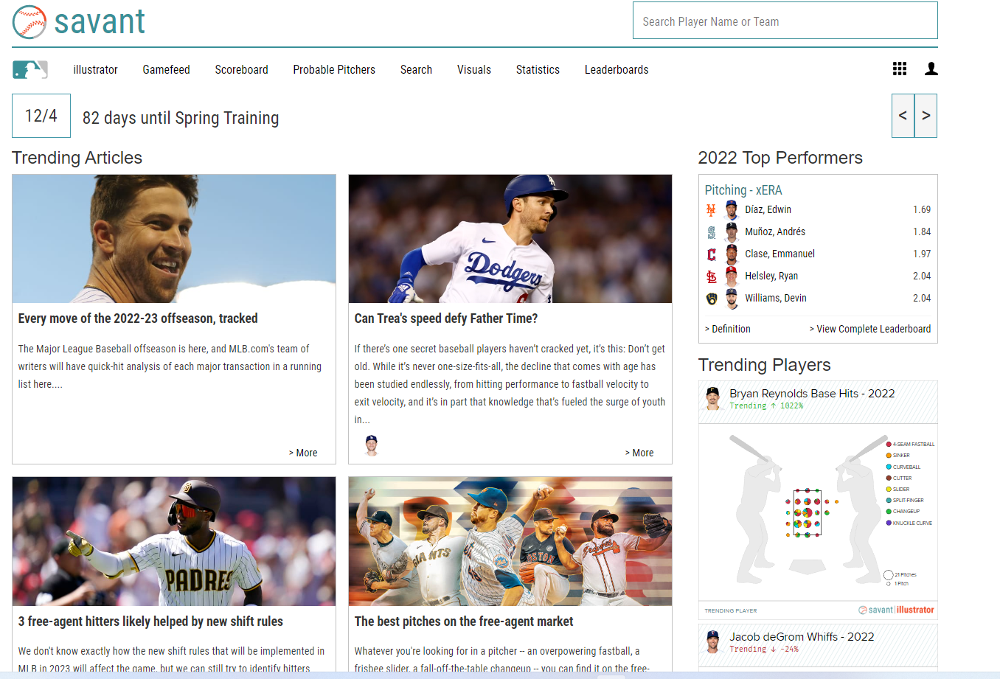 savant
Search Player Name or Team
illustrator Gamefeed Scoreboard Probable Pitchers Search Visuals Statistics Leaderboards
12/4
82 days until Spring Training
< >
Trending Articles
Every move of the 2022-23 offseason, tracked
The Major League Baseball offseason is here, and MLB.com's team of
writers will have quick-hit analysis of each major transaction in a running
list here....
> More
Dodgers
Can Trea's speed defy Father Time?
If there's one secret baseball players haven't cracked yet, it's this: Don't get
old. While it's never one-size-fits-all, the decline that comes with age has
been studied endlessly, from hitting performance to fastball velocity to
exit velocity, and it's in part that knowledge that's fueled the surge of youth
in...
> More
PADRES
3 free-agent hitters likely helped by new shift rules
We don't know exactly how the new shift rules that will be implemented in
MLB in 2023 will affect the game, but we can still try to identify hitters
GIANTS
HOUSTON
Braves
The best pitches on the free-agent market
Whatever you're looking for in a pitcher -- an overpowering fastball, a
frisbee slider, a fall-off-the-table changeup -- you can find it on the free-
2022 Top Performers
Pitching - xERA
Díaz, Edwin 1.69
Muñoz, Andrés 1.84
Clase, Emmanuel 1.97
Helsley, Ryan 2.04
Williams, Devin 2.04
> Definition > View Complete Leaderboard
Trending Players
Bryan Reynolds Base Hits - 2022
Trending ↑ 1022%
4-SEAM FASTBALL
SINKER
CURVEBALL
CUTTER
SLIDER
SPLIT-FINGER
CHANGEUP
KNUCKLE CURVE
21 Pitches
1 Pitch
TRENDING PLAYER savant|illustrator
Jacob deGrom Whiffs - 2022
Trending ↓ -24%